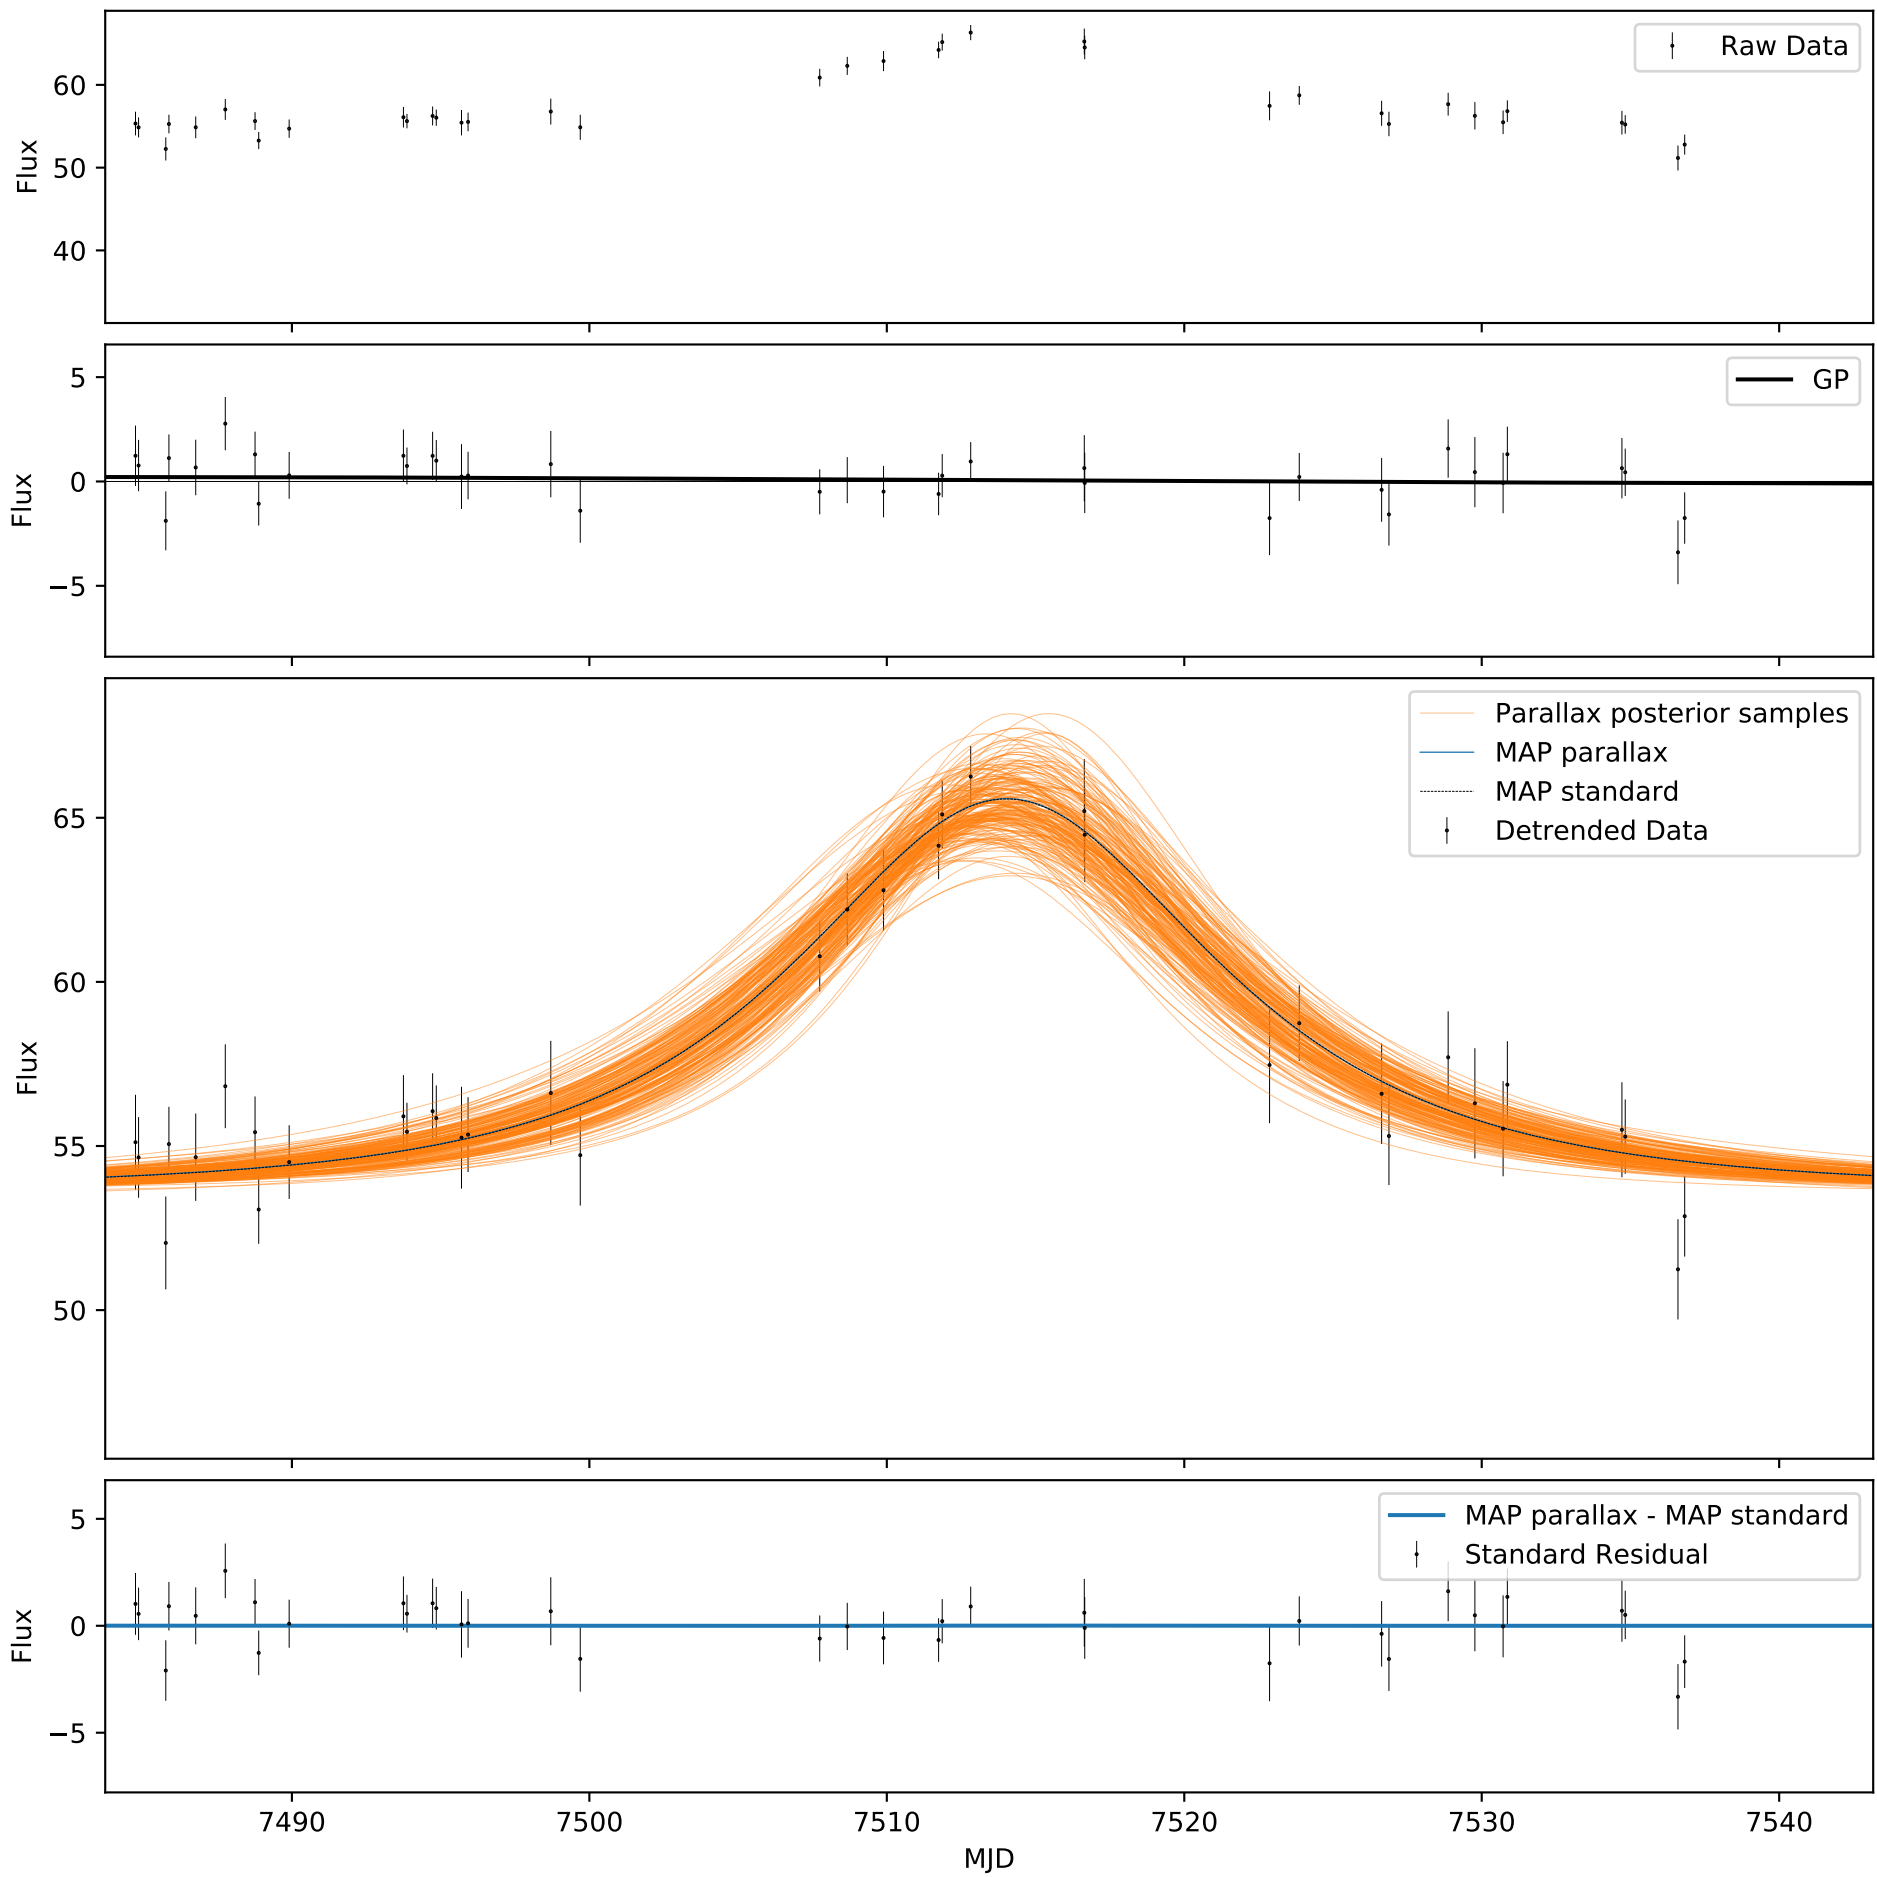 Raw Data
60
50
40
Flux
GP
5
0
−5
Flux
Parallax posterior samples
MAP parallax
MAP standard
Detrended Data
65
60
55
50
Flux
MAP parallax - MAP standard
Standard Residual
5
0
−5
Flux
7490 7500 7510 7520 7530 7540
MJD